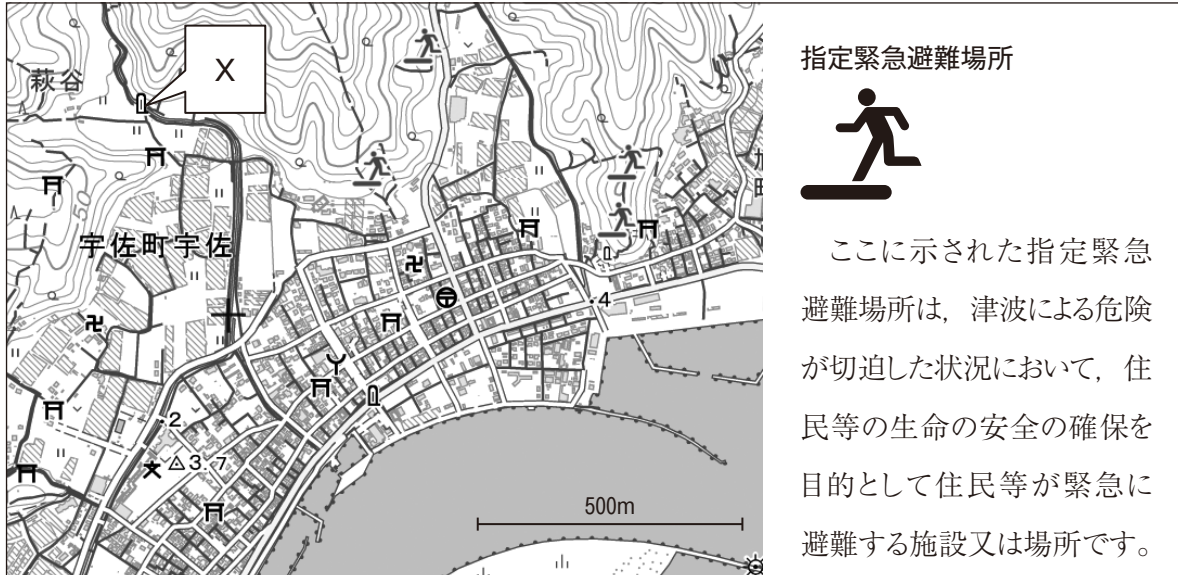 萩谷
X
50
宇佐町宇佐
旭
町
4
2
3.7
500m
指定緊急避難場所
ここに示された指定緊急
避難場所は，津波による危険
が切迫した状況において，住
民等の生命の安全の確保を
目的として住民等が緊急に
避難する施設又は場所です。